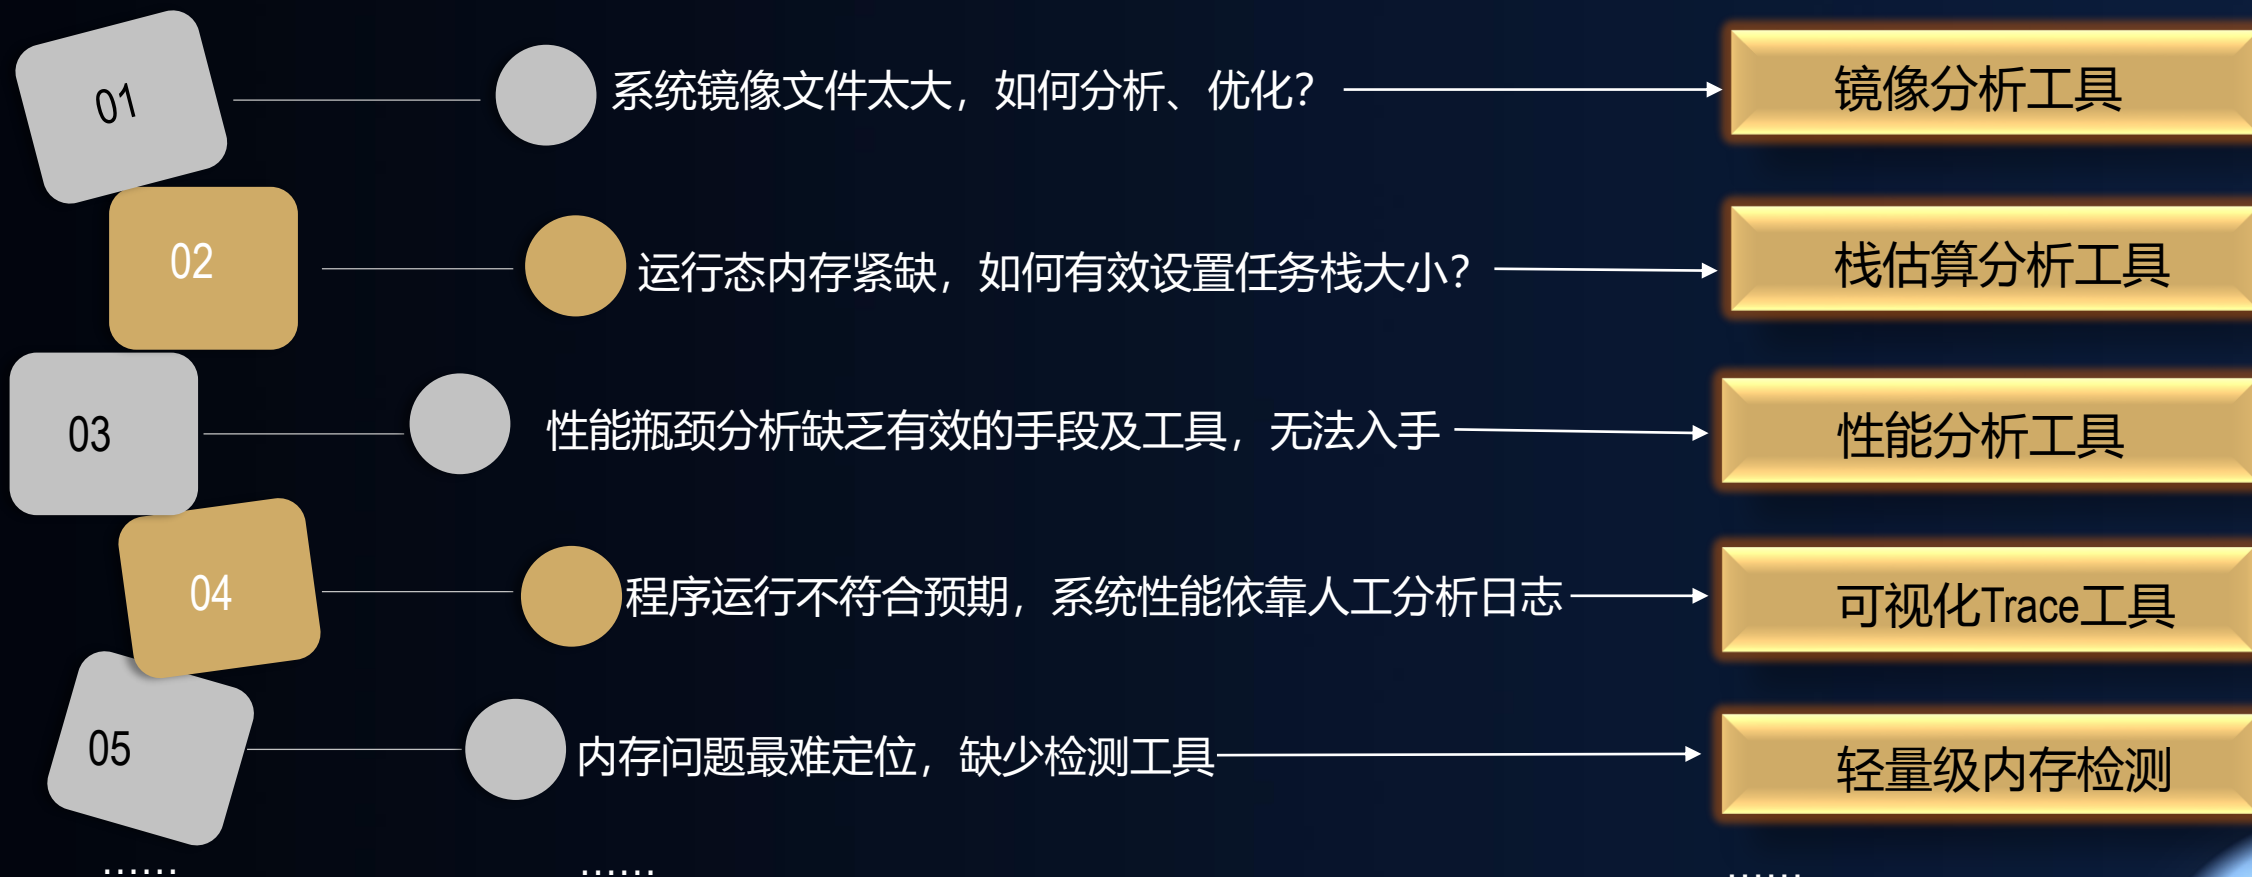 01
系统镜像文件太大，如何分析、优化？
镜像分析工具
02
运行态内存紧缺，如何有效设置任务栈大小？
栈估算分析工具
03
性能瓶颈分析缺乏有效的手段及工具，无法入手
性能分析工具
04
程序运行不符合预期，系统性能依靠人工分析日志
可视化Trace工具
05
内存问题最难定位，缺少检测工具
轻量级内存检测
……
……
……